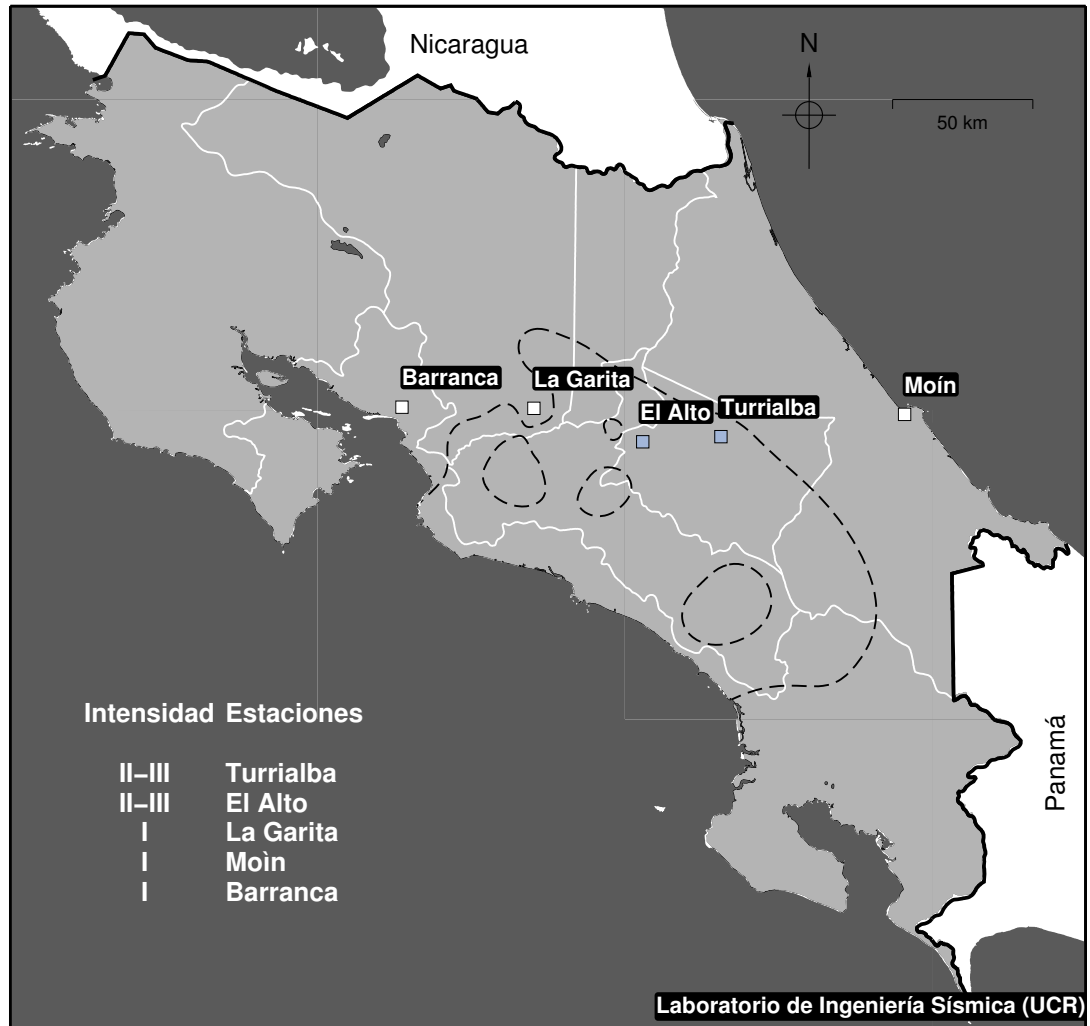 Nicaragua
N
50 km
Barranca
La Garita
Moín
El Alto
Turrialba
Intensidad Estaciones
II–III Turrialba
II–III El Alto
I La Garita
I Moìn
I Barranca
Panamá
Laboratorio de Ingeniería Sísmica (UCR)